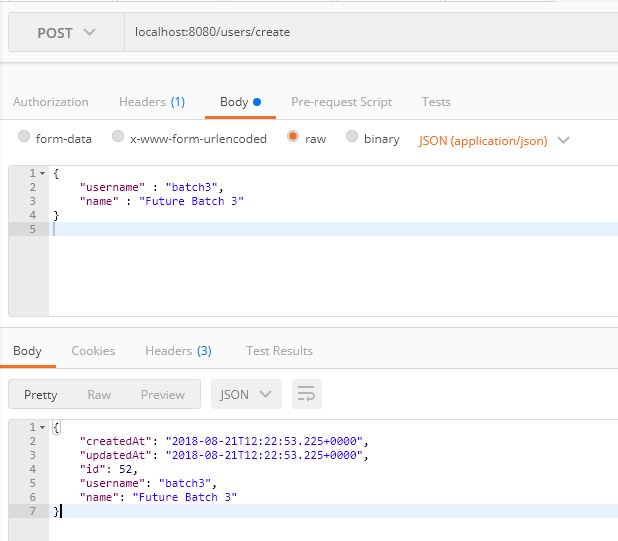 POST localhost:8080/users/create
Authorization Headers (1) Body Pre-request Script Tests
form-data x-www-form-urlencoded raw binary JSON (application/json)
1 {
2 "username" : "batch3",
3 "name" : "Future Batch 3"
4 }
5
Body Cookies Headers (3) Test Results
Pretty Raw Preview JSON
1 {
2 "createdAt": "2018-08-21T12:22:53.225+0000",
3 "updatedAt": "2018-08-21T12:22:53.225+0000",
4 "id": 52,
5 "username": "batch3",
6 "name": "Future Batch 3"
7 }